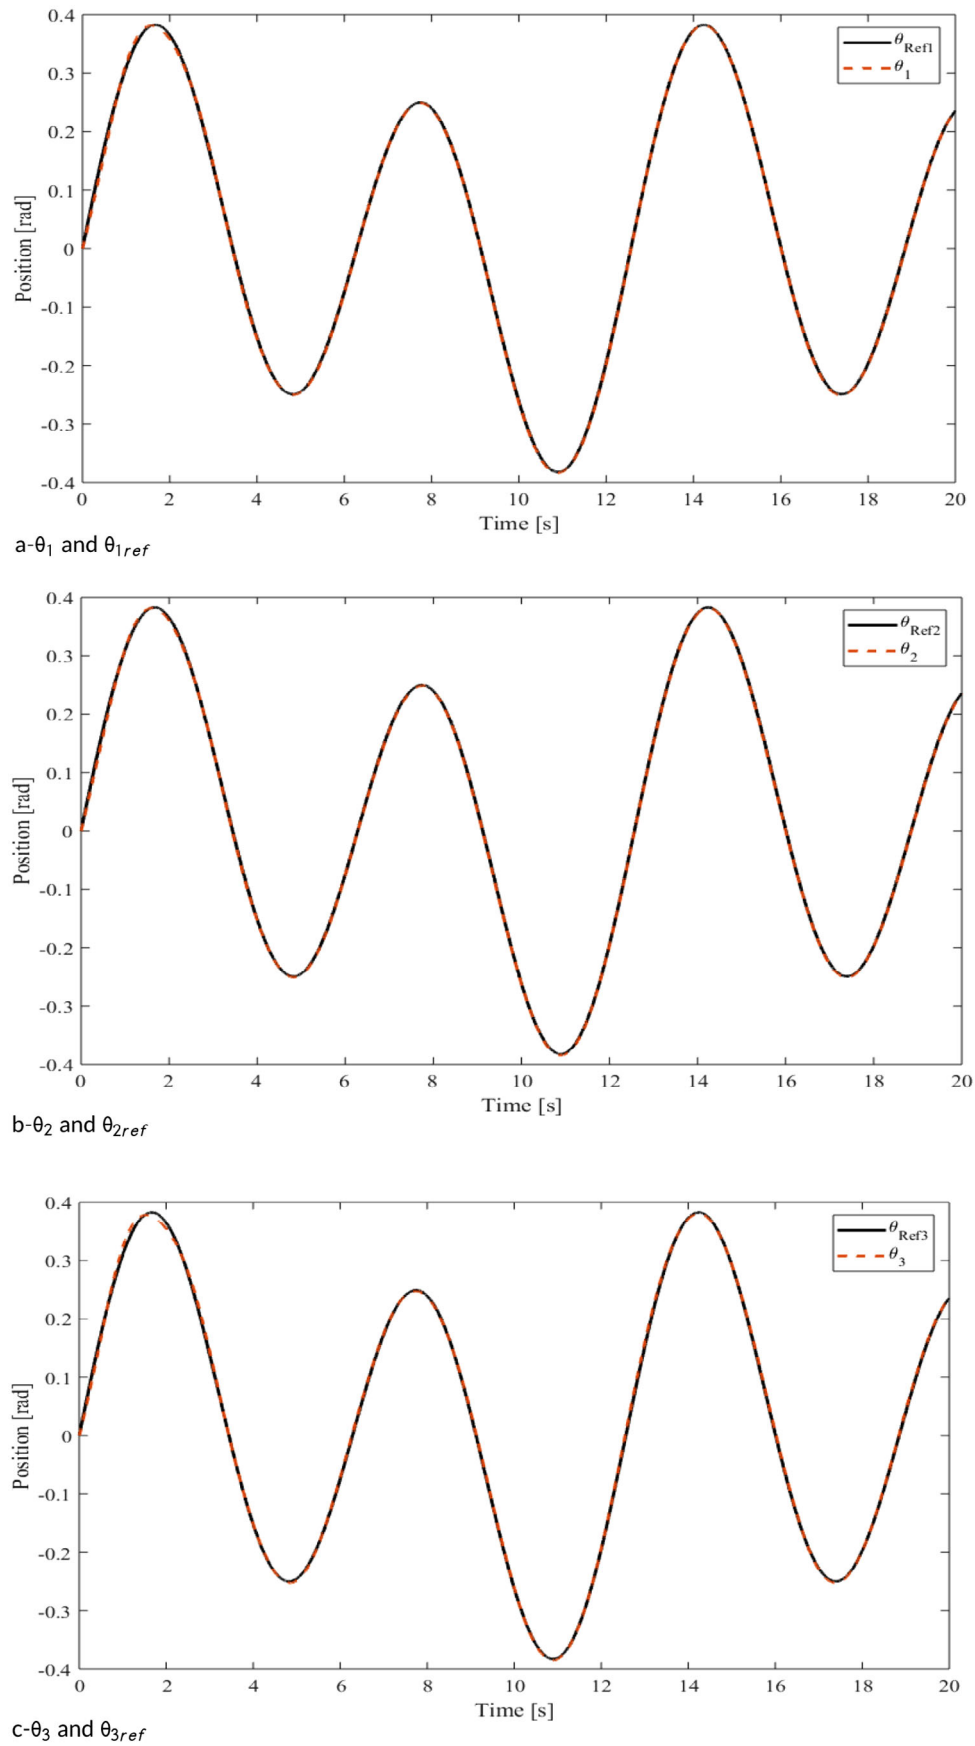 0.4
0.3
0.2
0.1
0
-0.1
-0.2
-0.3
-0.4
Position [rad]
θRef1
θ1
0 2 4 6 8 10 12 14 16 18 20
Time [s]
a-θ1 and θ1ref
0.4
0.3
0.2
0.1
0
-0.1
-0.2
-0.3
-0.4
Position [rad]
θRef2
θ2
0 2 4 6 8 10 12 14 16 18 20
Time [s]
b-θ2 and θ2ref
0.4
0.3
0.2
0.1
0
-0.1
-0.2
-0.3
-0.4
Position [rad]
θRef3
θ3
0 2 4 6 8 10 12 14 16 18 20
Time [s]
c-θ3 and θ3ref